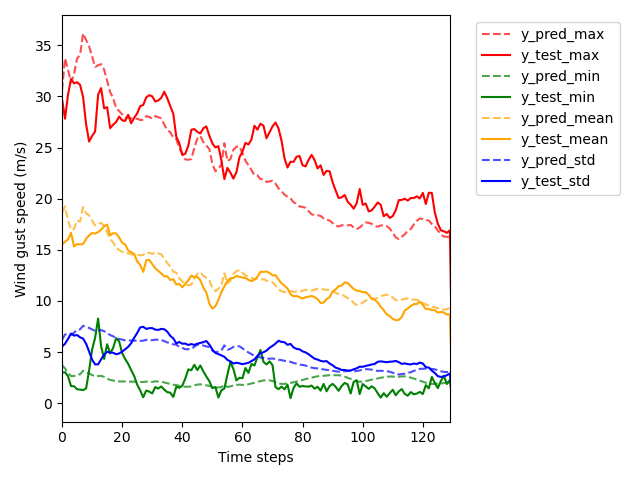 35
30
25
20
15
10
5
0
0 20 40 60 80 100 120
Wind gust speed (m/s)
Time steps
y_pred_max
y_test_max
y_pred_min
y_test_min
y_pred_mean
y_test_mean
y_pred_std
y_test_std